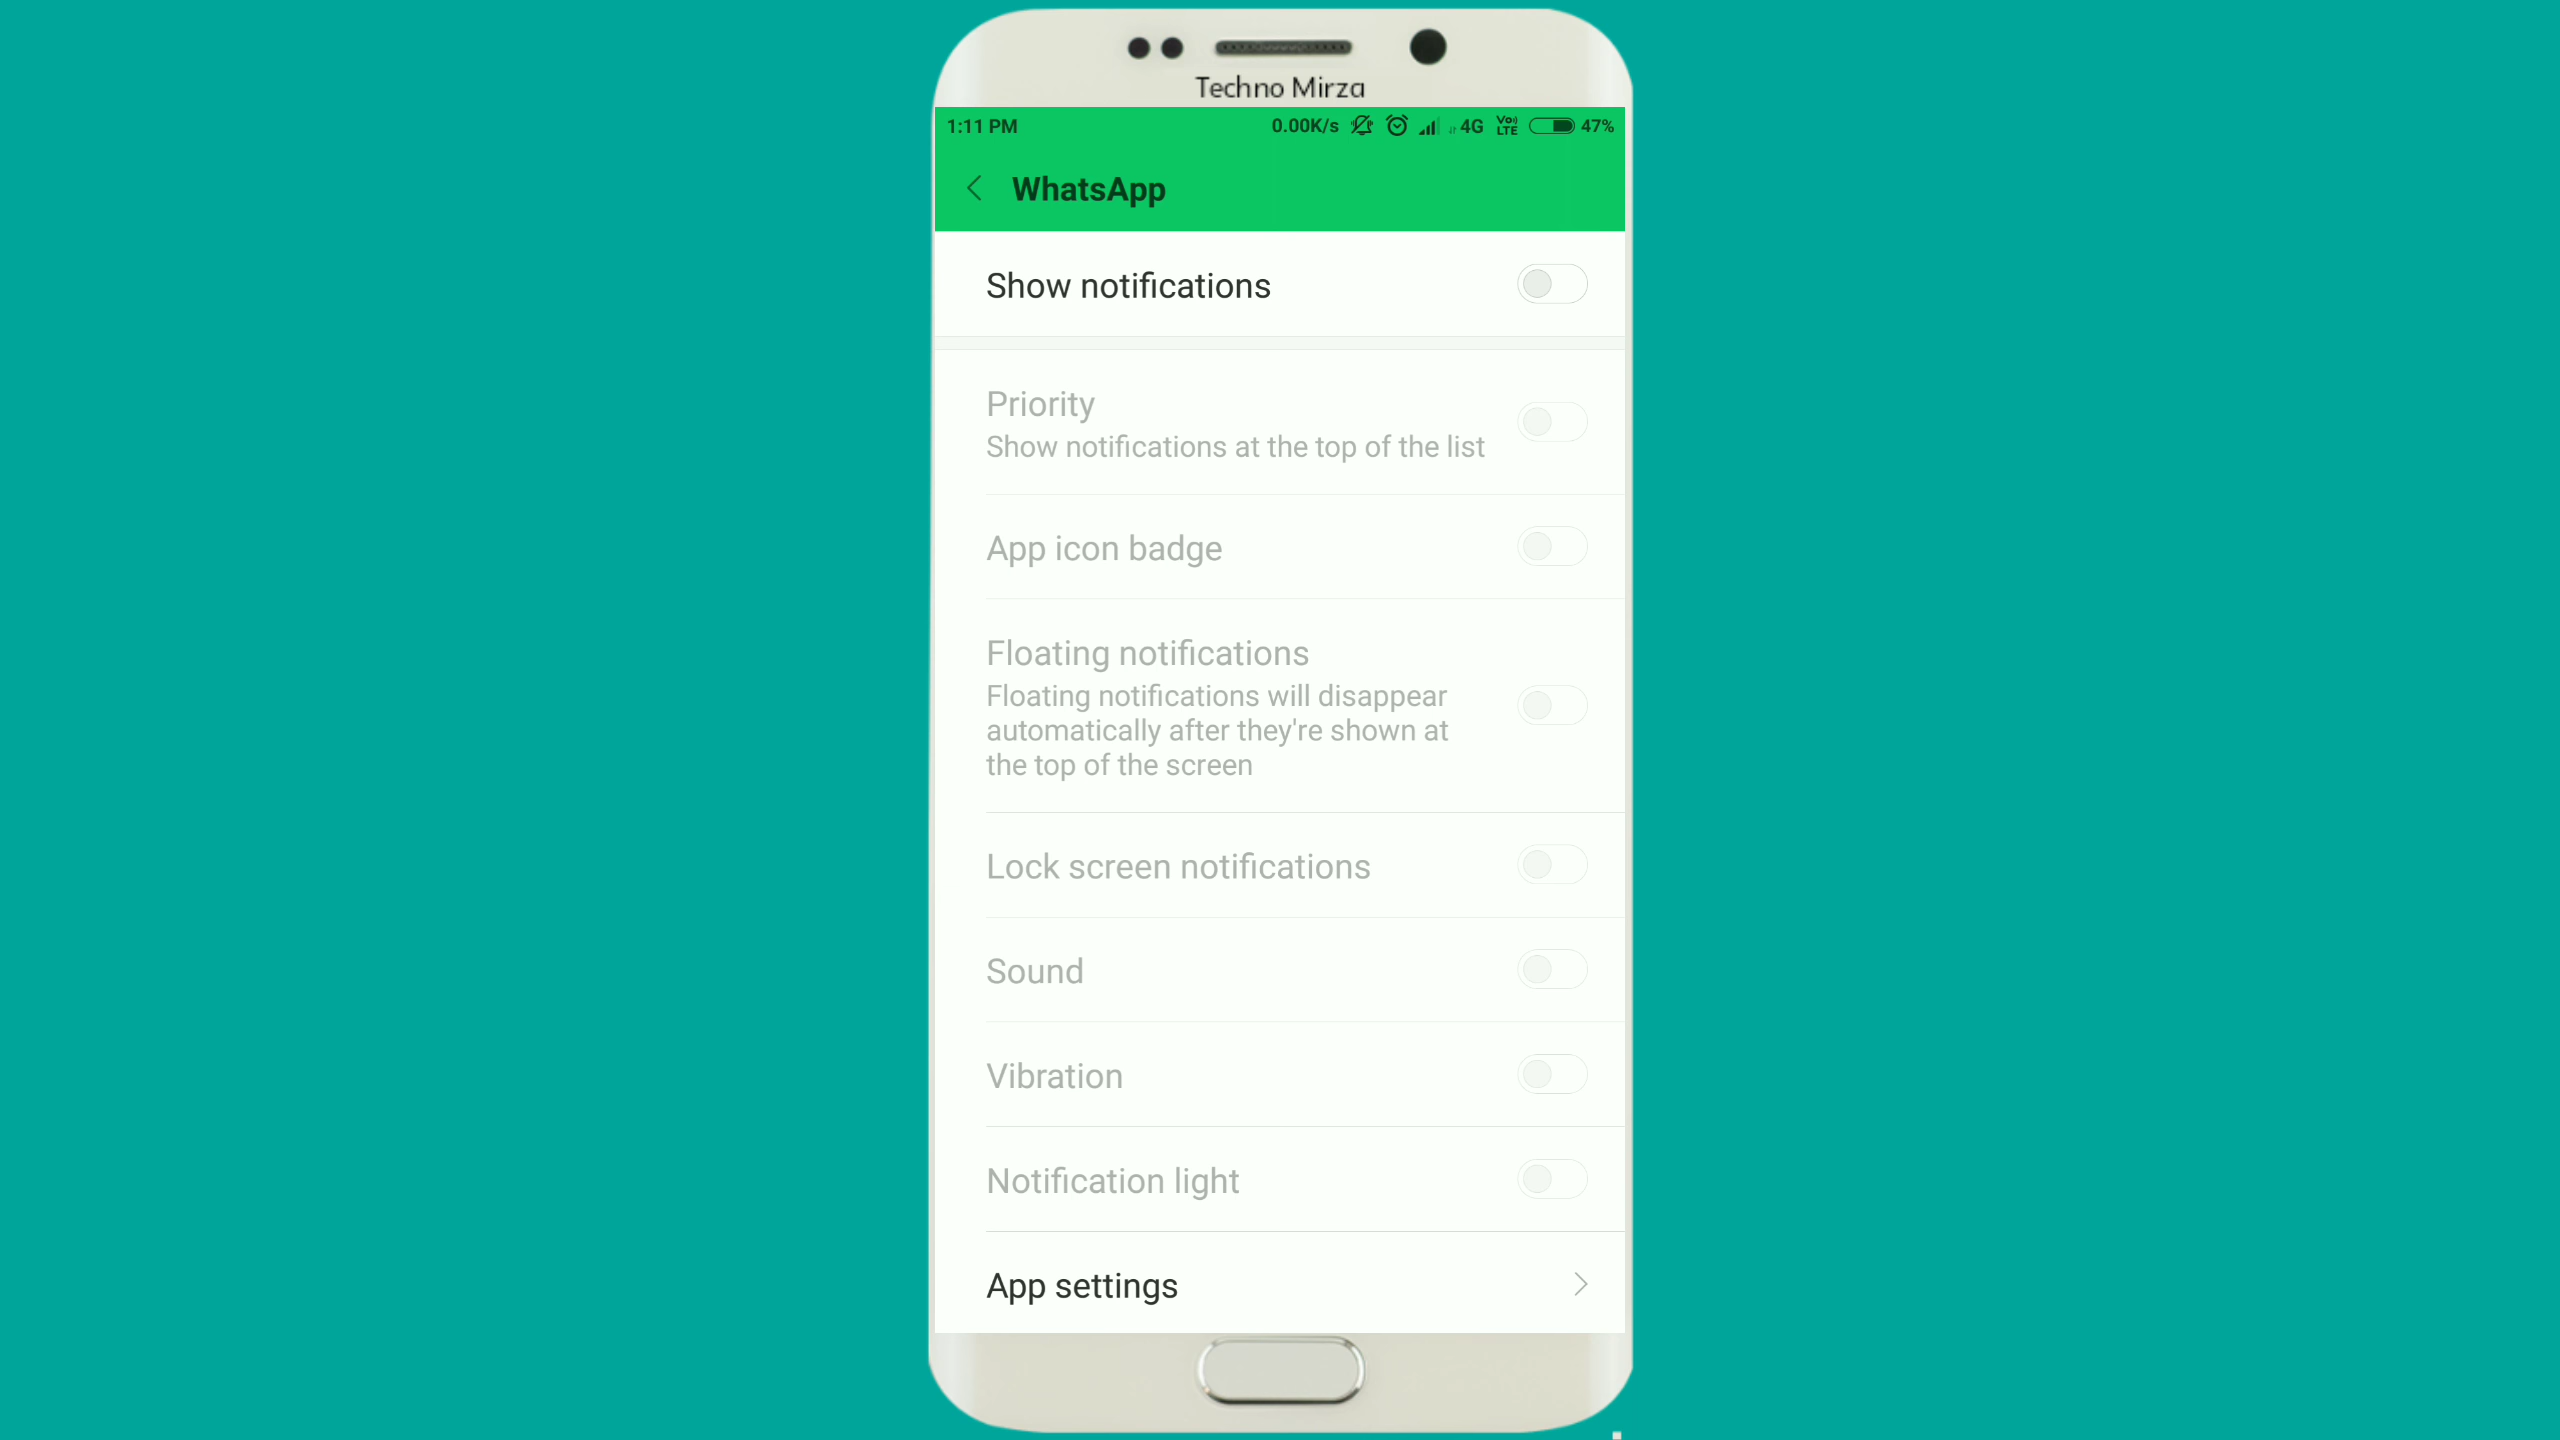 Techno Mirza
1:11 PM 0.00K/s 4G Vo)) LTE 47%
WhatsApp
Show notifications
Priority
Show notifications at the top of the list
App icon badge
Floating notifications
Floating notifications will disappear
automatically after they're shown at
the top of the screen
Lock screen notifications
Sound
Vibration
Notification light
App settings